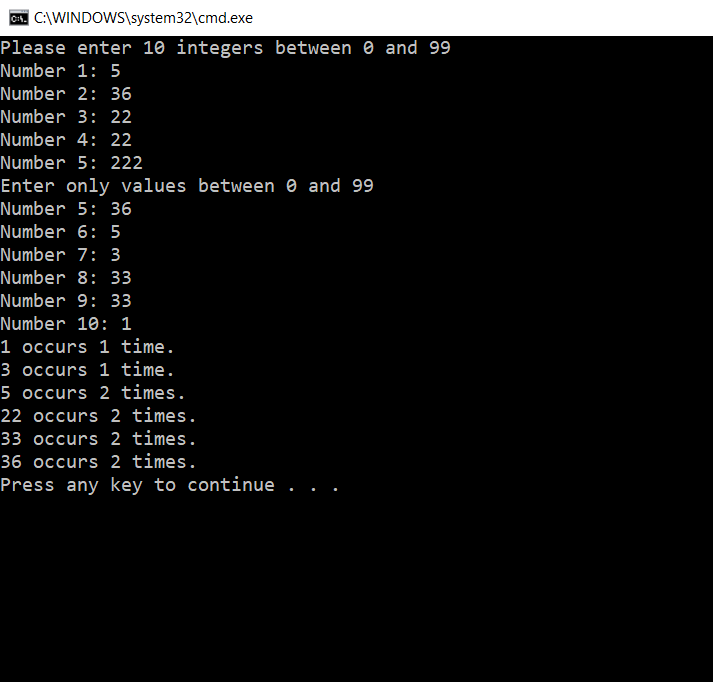 C:\WINDOWS\system32\cmd.exe
Please enter 10 integers between 0 and 99
Number 1: 5
Number 2: 36
Number 3: 22
Number 4: 22
Number 5: 222
Enter only values between 0 and 99
Number 5: 36
Number 6: 5
Number 7: 3
Number 8: 33
Number 9: 33
Number 10: 1
1 occurs 1 time.
3 occurs 1 time.
5 occurs 2 times.
22 occurs 2 times.
33 occurs 2 times.
36 occurs 2 times.
Press any key to continue . . .